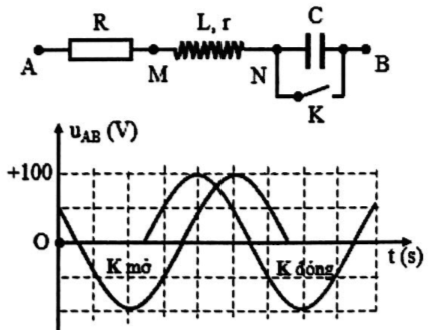 R L, r C
A M N B
K
u_AB (V)
+100
O K mở K đóng t (s)